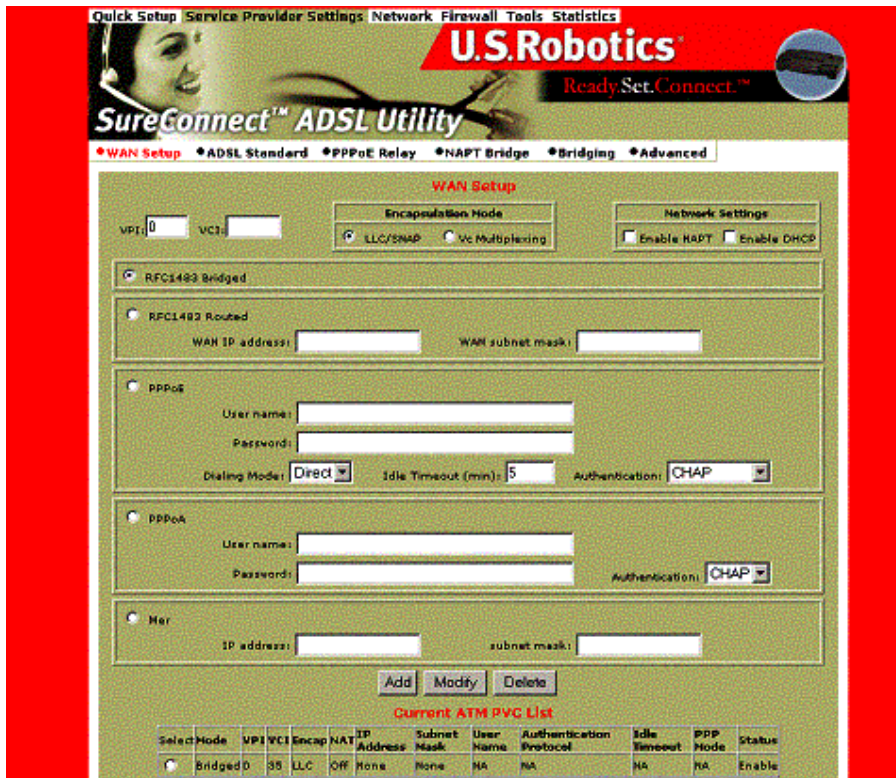 Quick Setup Service Provider Settings Network Firewall Tools Statistics
U.S.Robotics®
Ready.Set.Connect.™
SureConnect™ ADSL Utility
WAN Setup ADSL Standard PPPoE Relay NAPT Bridge Bridging Advanced
WAN Setup
Encapsulation Mode Network Settings
VPI: 0 VCI: LLC/SNAP Vc Multiplexing Enable NAPT Enable DHCP
RFC1483 Bridged
RFC1483 Routed
WAN IP address: WAN subnet mask:
PPPoE
User name:
Password:
Dialing Mode: Direct Idle Timeout (min): 5 Authentication: CHAP
PPPoA
User name:
Password: Authentication: CHAP
Mer
IP address: subnet mask:
Add Modify Delete
Current ATM PVC List
Select Mode VPI VCI Encap NAT IP Address Subnet Mask User Name Authentication Protocol Idle Timeout PPP Mode Status
Bridged 0 35 LLC Off None None NA NA NA NA Enable